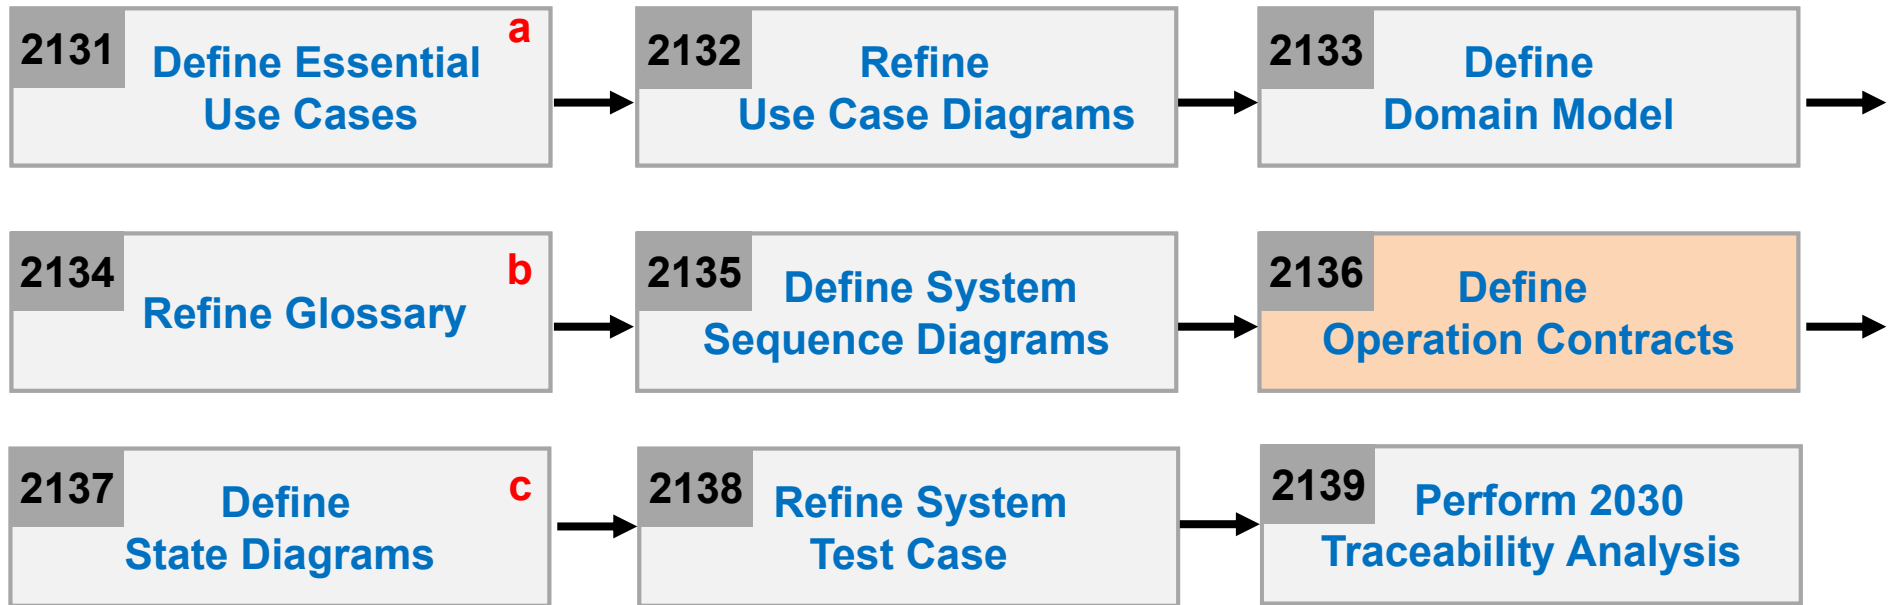 2131
a
Define Essential
Use Cases
2132
Refine
Use Case Diagrams
2133
Define
Domain Model
2134
b
Refine Glossary
2135
Define System
Sequence Diagrams
2136
Define
Operation Contracts
2137
c
Define
State Diagrams
2138
Refine System
Test Case
2139
Perform 2030
Traceability Analysis